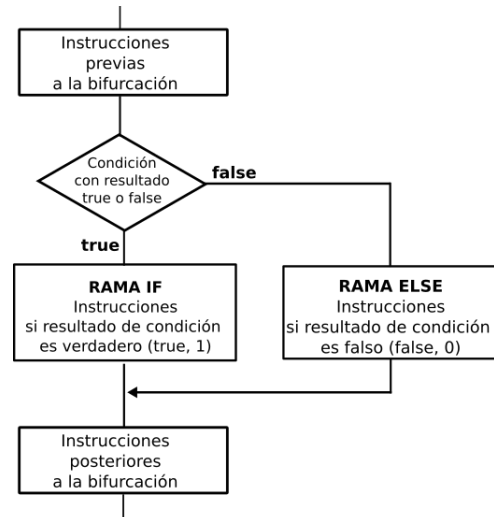 Instrucciones
previas
a la bifurcación
Condición
con resultado
true o false
false
true
RAMA IF
Instrucciones
si resultado de condición
es verdadero (true, 1)
RAMA ELSE
Instrucciones
si resultado de condición
es falso (false, 0)
Instrucciones
posteriores
a la bifurcación